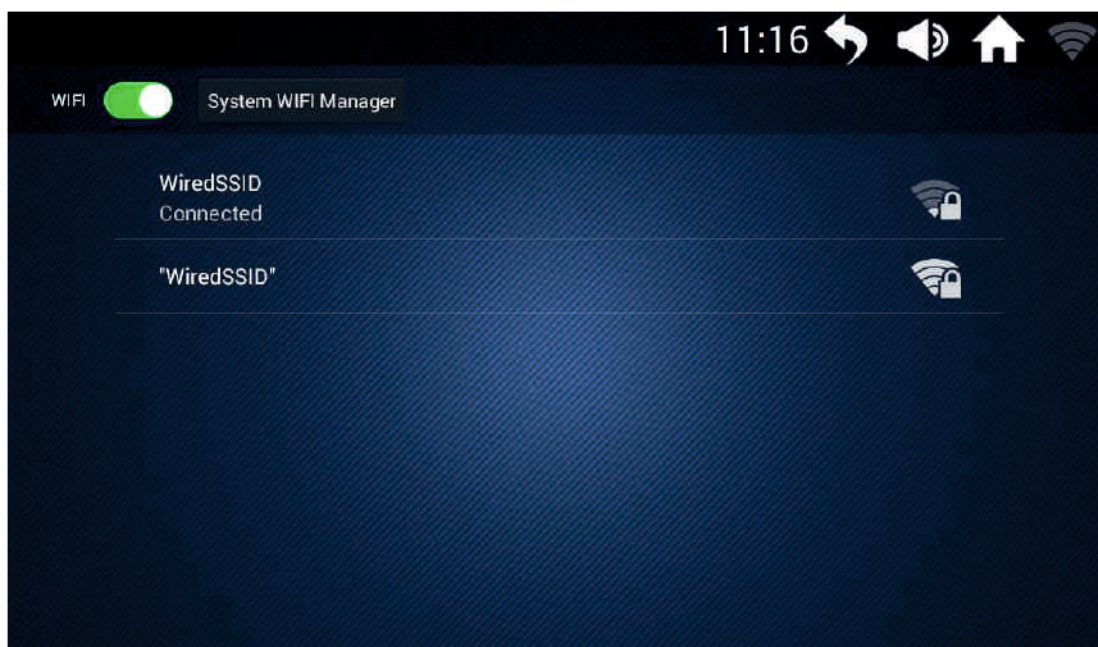 11:16
WIFI System WIFI Manager
WiredSSID
Connected
"WiredSSID"